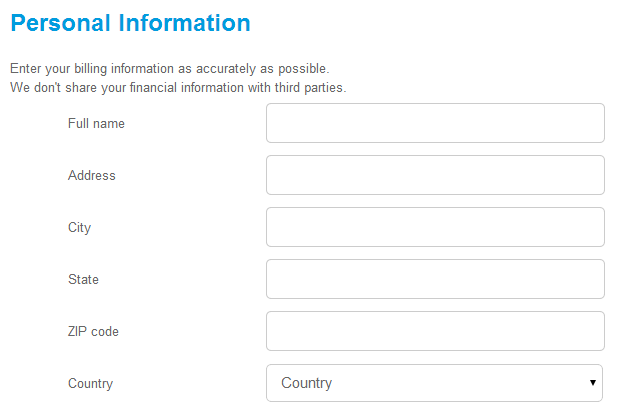 Personal Information
Enter your billing information as accurately as possible.
We don't share your financial information with third parties.
Full name
Address
City
State
ZIP code
Country Country